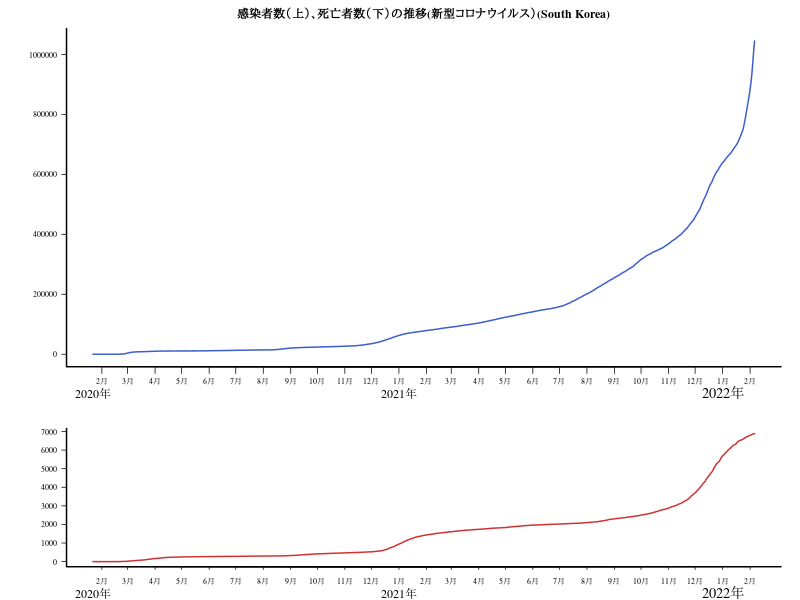 感染者数(上)、死亡者数(下)の推移(新型コロナウイルス)(South Korea)
1000000
800000
600000
400000
200000
0
2月 3月 4月 5月 6月 7月 8月 9月 10月 11月 12月 1月 2月 3月 4月 5月 6月 7月 8月 9月 10月 11月 12月 1月 2月
2020年 2021年 2022年
7000
6000
5000
4000
3000
2000
1000
0
2月 3月 4月 5月 6月 7月 8月 9月 10月 11月 12月 1月 2月 3月 4月 5月 6月 7月 8月 9月 10月 11月 12月 1月 2月
2020年 2021年 2022年